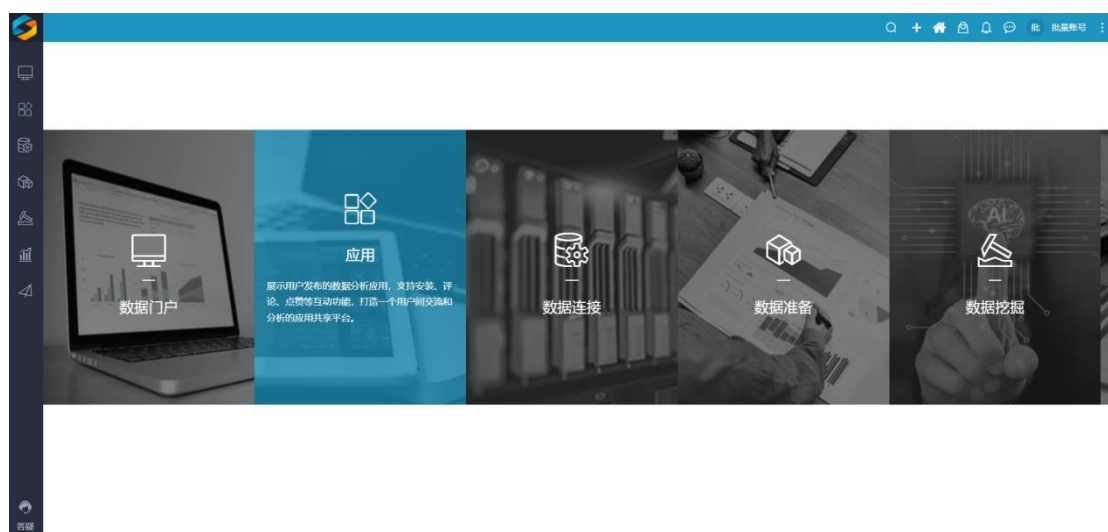 批 批量账号
数据门户
应用
展示用户发布的数据分析应用，支持安装、评
论、点赞等互动功能，打造一个用户间交流和
分析的应用共享平台。
数据连接
数据准备
AI
数据挖掘
答疑